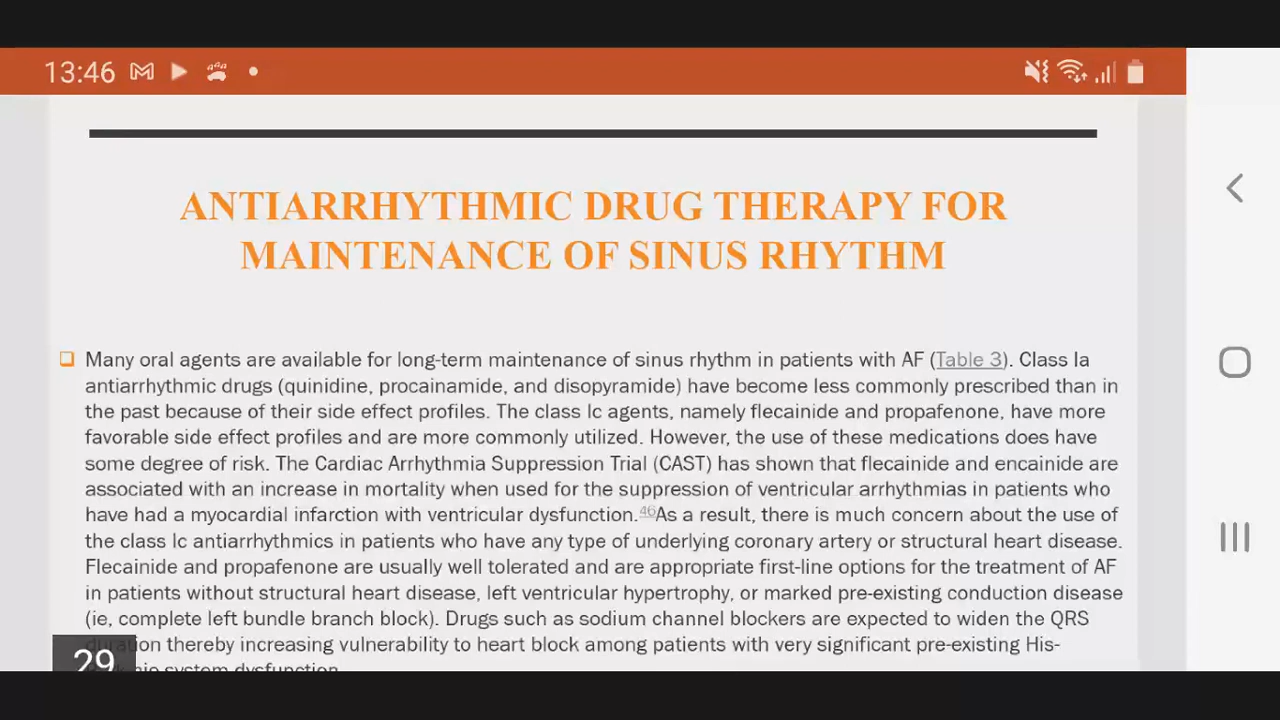 13:46
ANTIARRHYTHMIC DRUG THERAPY FOR
MAINTENANCE OF SINUS RHYTHM
Many oral agents are available for long-term maintenance of sinus rhythm in patients with AF (Table 3). Class Ia
antiarrhythmic drugs (quinidine, procainamide, and disopyramide) have become less commonly prescribed than in
the past because of their side effect profiles. The class Ic agents, namely flecainide and propafenone, have more
favorable side effect profiles and are more commonly utilized. However, the use of these medications does have
some degree of risk. The Cardiac Arrhythmia Suppression Trial (CAST) has shown that flecainide and encainide are
associated with an increase in mortality when used for the suppression of ventricular arrhythmias in patients who
have had a myocardial infarction with ventricular dysfunction.46As a result, there is much concern about the use of
the class Ic antiarrhythmics in patients who have any type of underlying coronary artery or structural heart disease.
Flecainide and propafenone are usually well tolerated and are appropriate first-line options for the treatment of AF
in patients without structural heart disease, left ventricular hypertrophy, or marked pre-existing conduction disease
(ie, complete left bundle branch block). Drugs such as sodium channel blockers are expected to widen the QRS
duration thereby increasing vulnerability to heart block among patients with very significant pre-existing His-
system dysfunction.
29